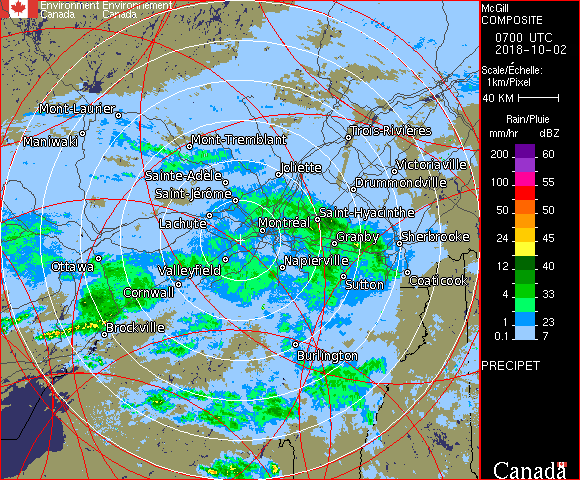 Environment Environnement
Canada Canada
McGill
COMPOSITE
0700 UTC
2018-10-02
Scale/Échelle:
1km/Pixel
40 KM
Rain/Pluie
mm/hr dBZ
200 60
100 55
50 50
24 45
12 40
4 33
1 23
0.1 7
PRECIPET
Canada
Mont-Laurier
Maniwaki
Mont-Tremblant
Trois-Rivières
Joliette
Victoriaville
Sainte-Adèle
Drummondville
Saint-Jérôme
Saint-Hyacinthe
Lachute
Montréal
Granby
Sherbrooke
Ottawa
Valleyfield
Napierville
Coaticook
Cornwall
Sutton
Brockville
Burlington